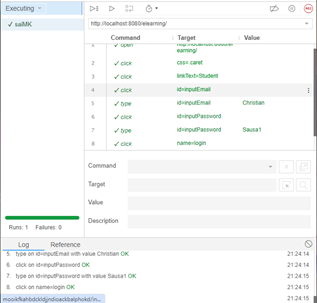 Executing
saiMK
http://localhost:8080/elearning/
Command Target Value
1 open http://localhost:8080/elearning/
2 click css=.caret
3 click linkText=Student
4 click id=inputEmail
5 type id=inputEmail Christian
6 click id=inputPassword
7 type id=inputPassword Sausa1
8 click name=login
Command
Target
Value
Description
Runs: 1 Failures: 0
Log Reference
5. type on id=inputEmail with value Christian OK 21:24:14
6. click on id=inputPassword OK 21:24:14
7. type on id=inputPassword with value Sausa1 OK 21:24:15
8. click on name=login OK 21:24:15